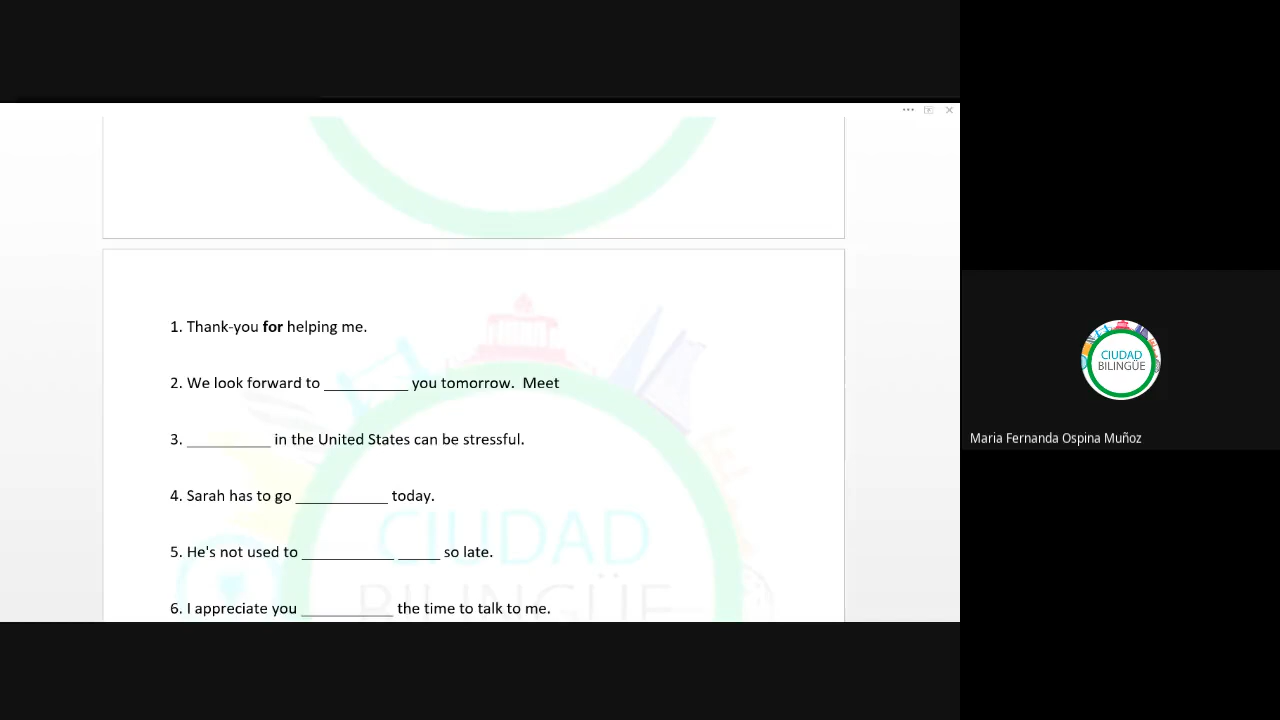 1. Thank-you for helping me.
2. We look forward to __________ you tomorrow.  Meet
3. __________ in the United States can be stressful.
4. Sarah has to go ___________ today.
5. He's not used to ___________ _____ so late.
6. I appreciate you ___________ the time to talk to me.
CIUDAD
BILINGÜE
CIUDAD
BILINGÜE
Maria Fernanda Ospina Muñoz